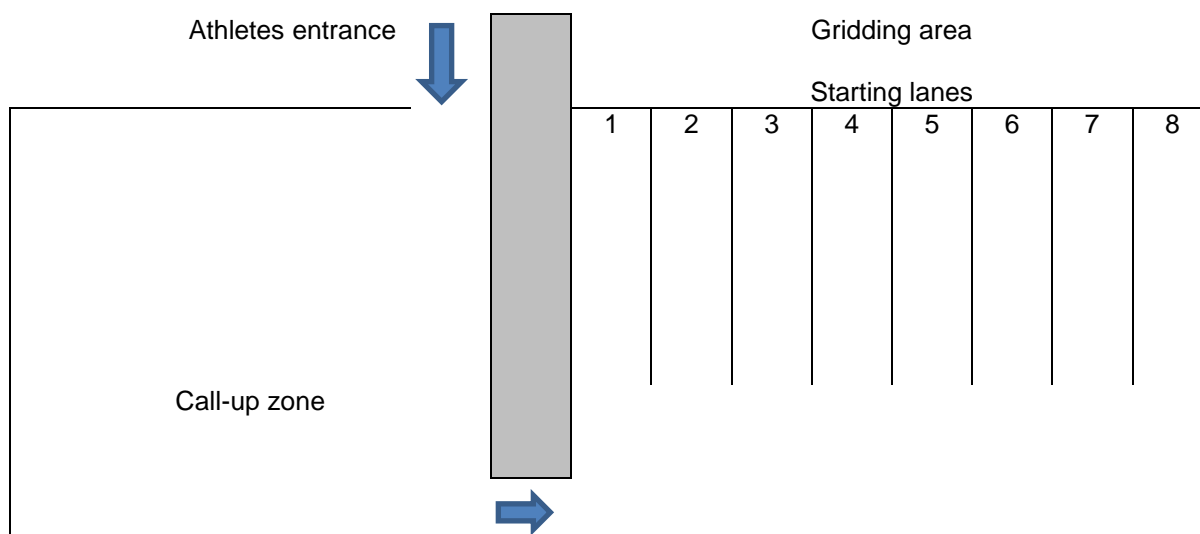 Athletes entrance
Gridding area
Starting lanes
1 2 3 4 5 6 7 8
Call-up zone